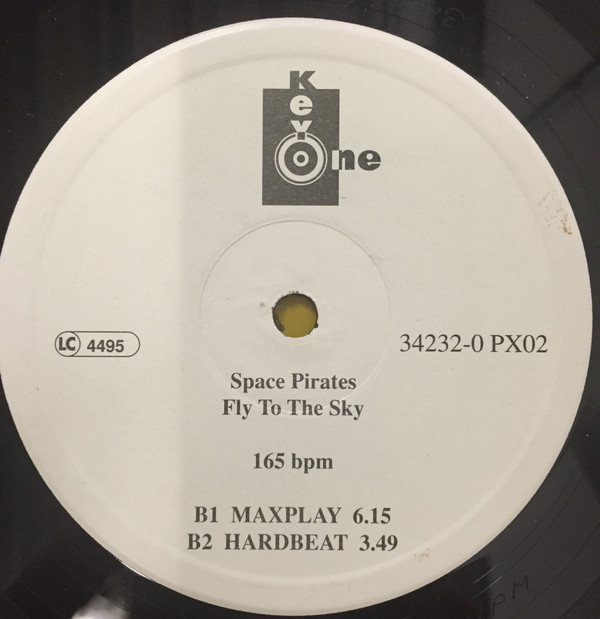 Key
One
LC 4495
34232-0 PX02
Space Pirates
Fly To The Sky
165 bpm
B1 MAXPLAY 6.15
B2 HARDBEAT 3.49